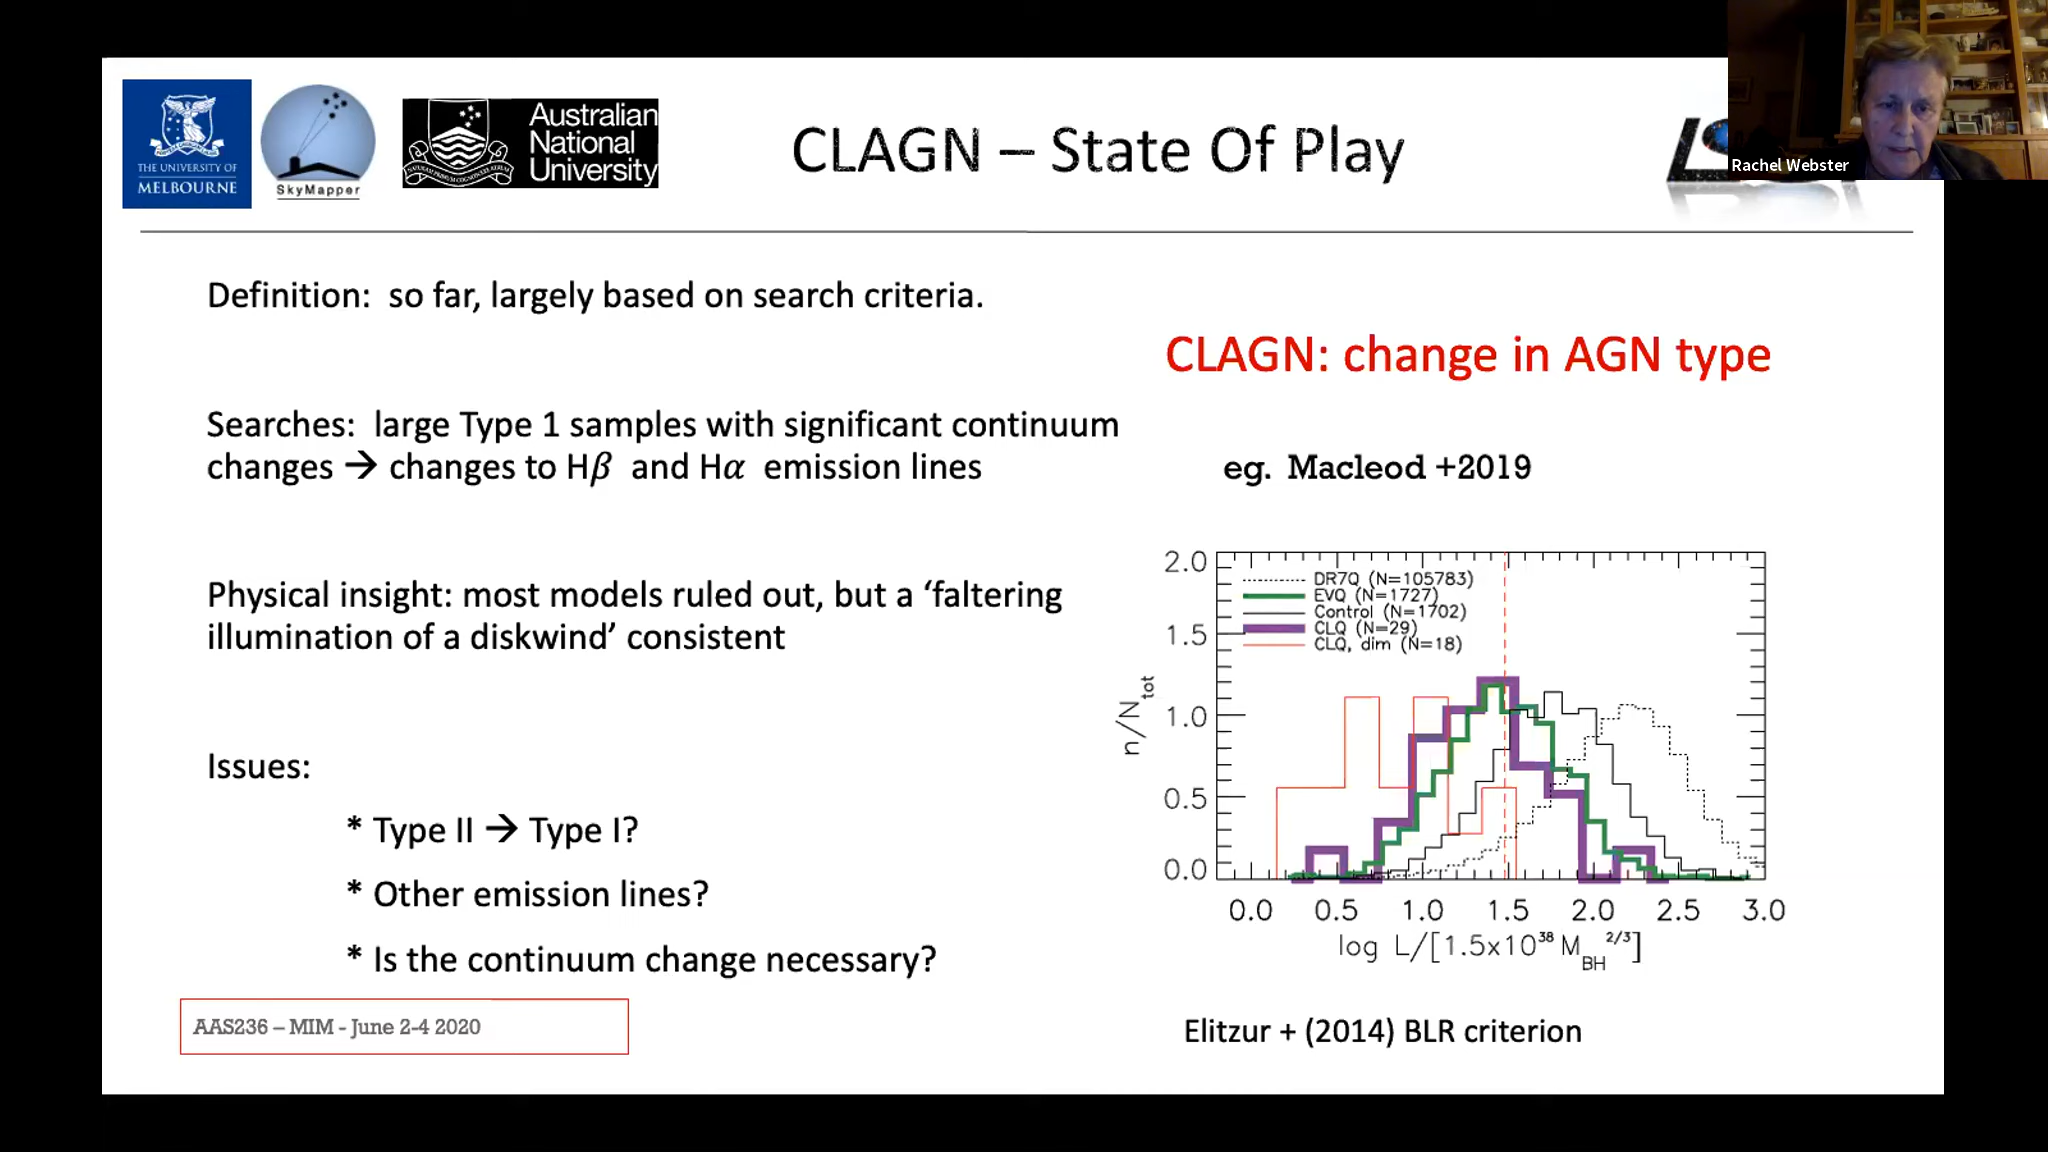 THE UNIVERSITY OF
MELBOURNE
SkyMapper
Australian
National
University
CLAGN – State Of Play
Rachel Webster
Definition: so far, largely based on search criteria.
CLAGN: change in AGN type
Searches: large Type 1 samples with significant continuum
changes → changes to Hβ and Hα emission lines
eg. Macleod +2019
Physical insight: most models ruled out, but a ‘faltering
illumination of a diskwind’ consistent
Issues:
* Type II → Type I?
* Other emission lines?
* Is the continuum change necessary?
AAS236 – MIM - June 2-4 2020
2.0
1.5
1.0
0.5
0.0
n/Ntot
DR7Q (N=105783)
EVQ (N=1727)
Control (N=1702)
CLQ (N=29)
CLQ, dim (N=18)
0.0 0.5 1.0 1.5 2.0 2.5 3.0
log L/[1.5x10³⁸ MBH²/³]
Elitzur + (2014) BLR criterion